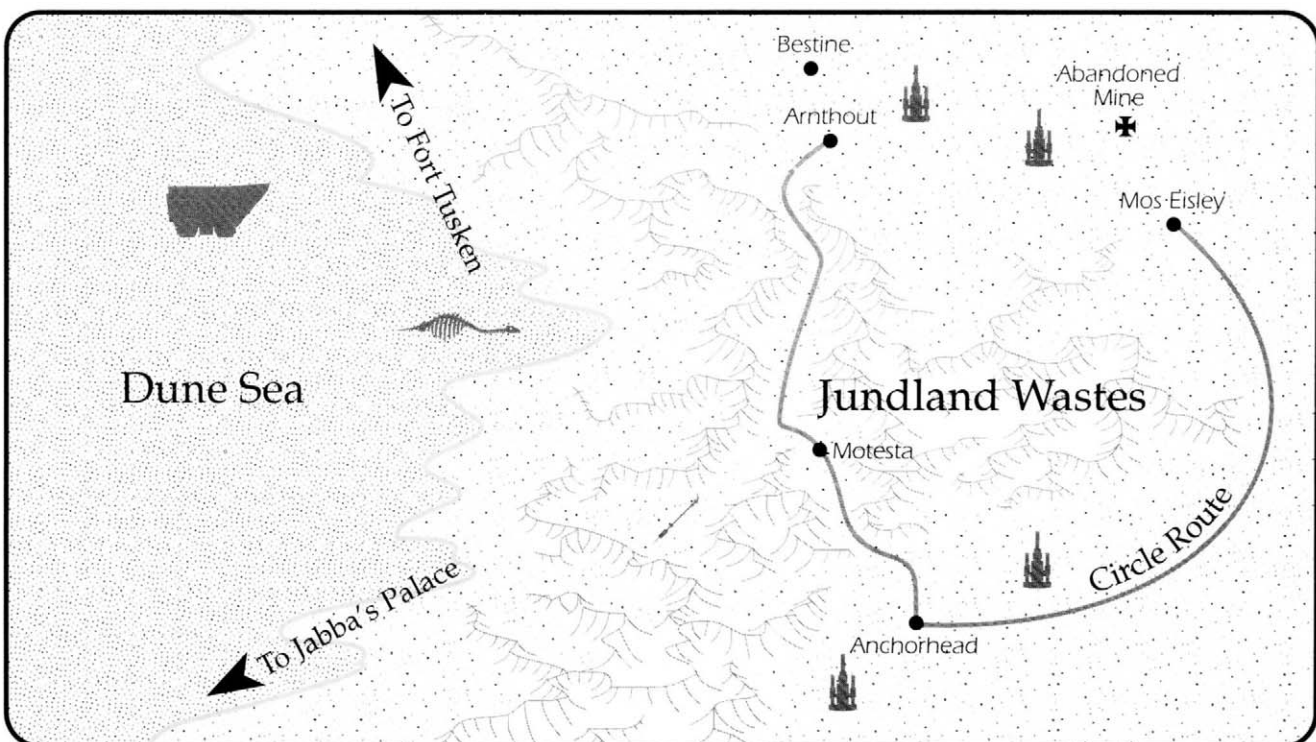 Bestine
Abandoned
Mine
Arnthout
To Fort Tusken
Mos Eisley
Dune Sea
Jundland Wastes
Motesta
Circle Route
To Jabba's Palace
Anchorhead